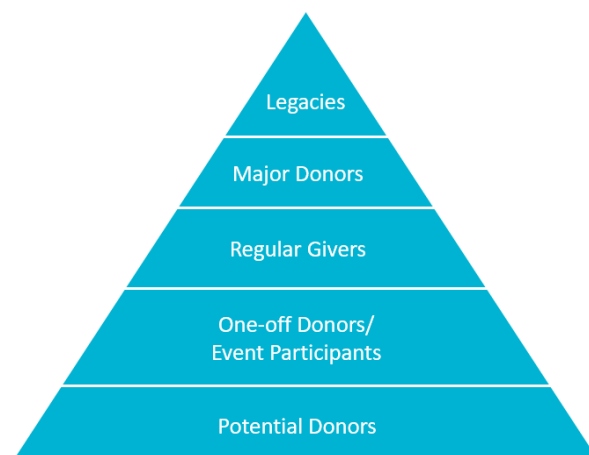 Legacies
Major Donors
Regular Givers
One-off Donors/
Event Participants
Potential Donors